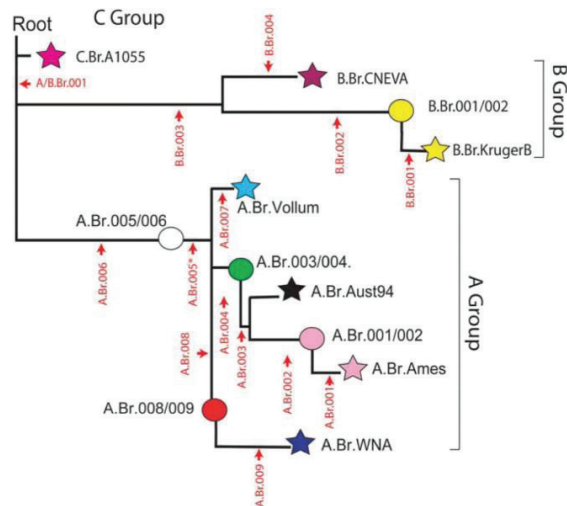 C Group
Root
C.Br.A1055
A/B.Br.001
B.Br.004
B.Br.CNEVA
B.Br.003
B.Br.002
B.Br.001/002
B.Br.KrugerB
B.Br.001
B Group
A.Br.Vollum
A.Br.007
A.Br.005/006
A.Br.006
A.Br.005*
A.Br.003/004.
A.Br.004
A.Br.003
A.Br.Aust94
A.Br.001/002
A.Br.002
A.Br.001
A.Br.Ames
A.Br.008
A.Br.008/009
A.Br.WNA
A.Br.009
A Group